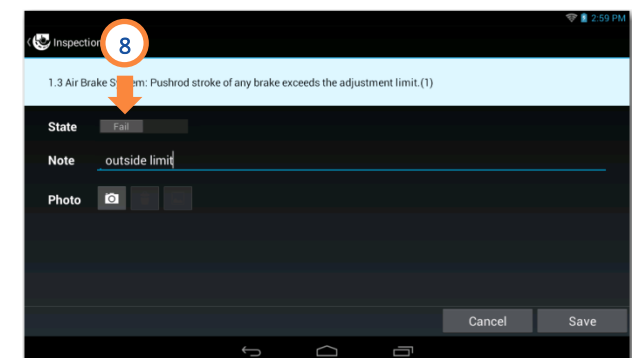 2:59 PM
Inspection
8
1.3 Air Brake System: Pushrod stroke of any brake exceeds the adjustment limit.(1)
State Fail
Note outside limit
Photo
Cancel Save